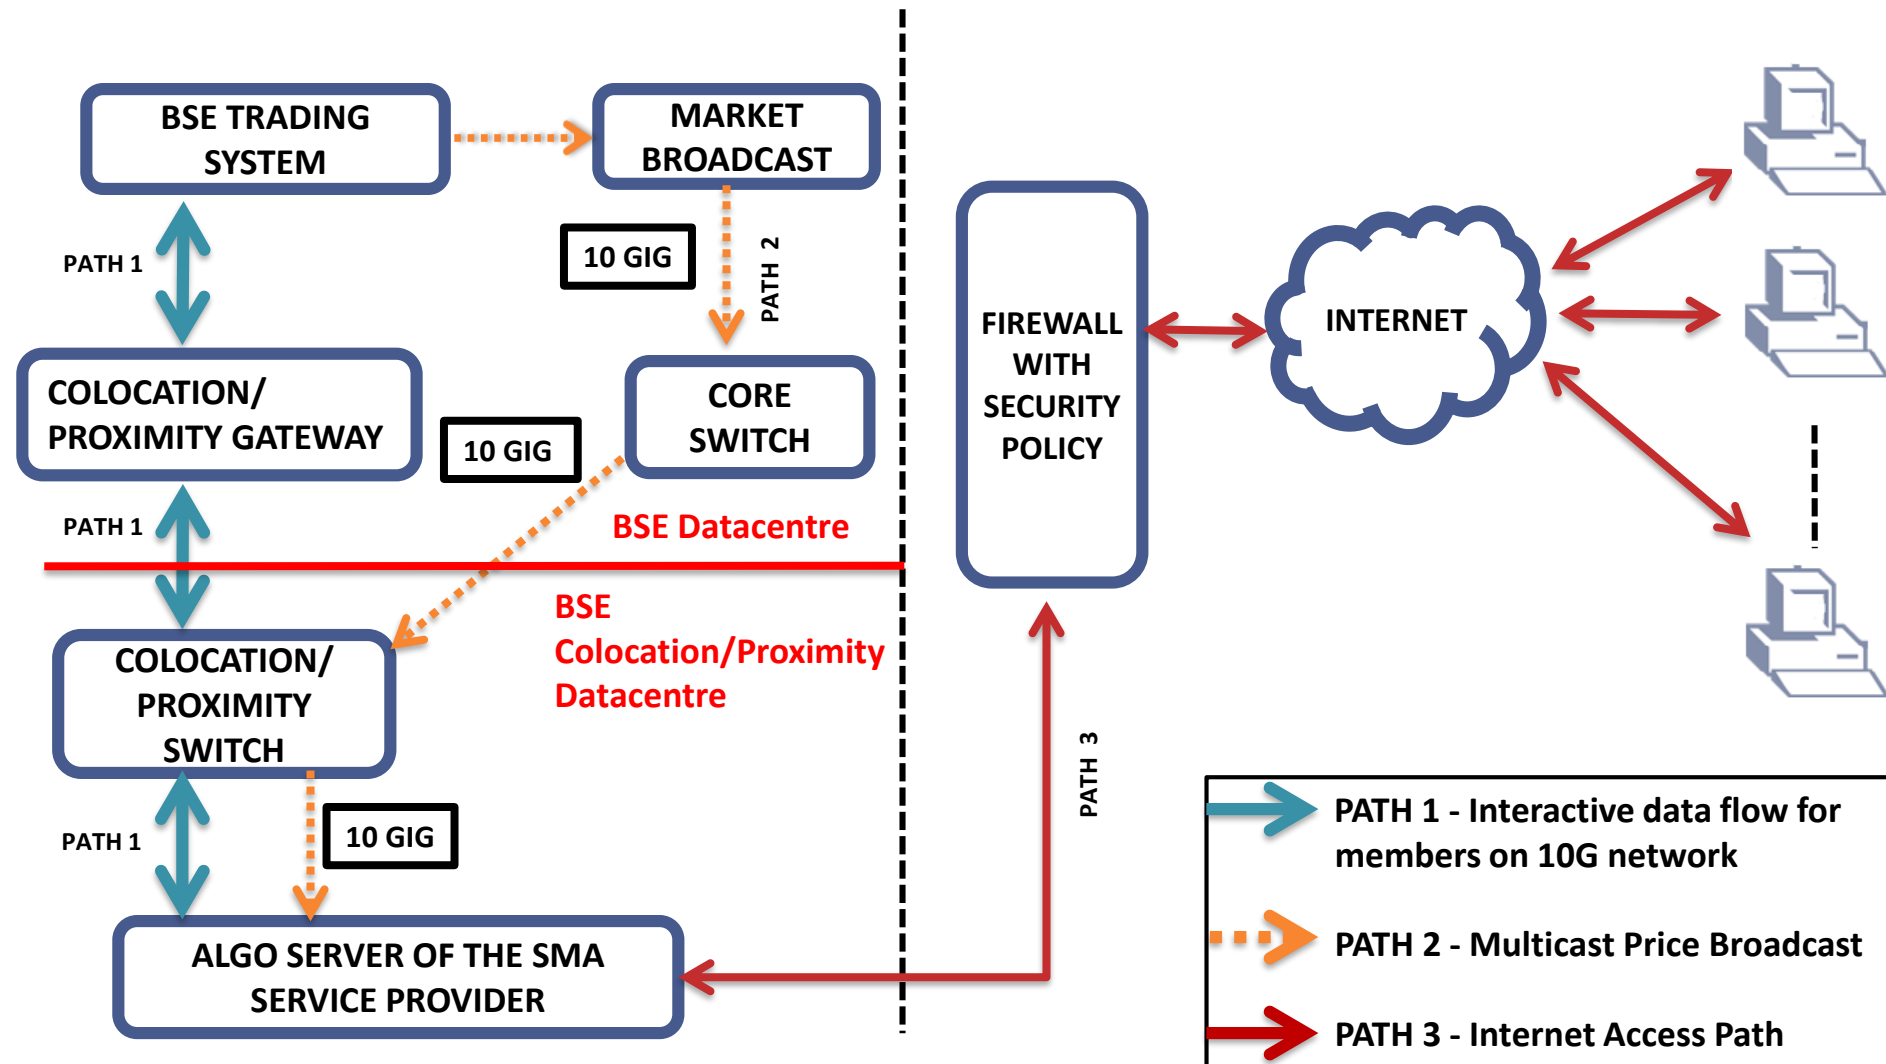 BSE TRADING
SYSTEM
MARKET
BROADCAST
PATH 1
10 GIG
PATH 2
COLOCATION/
PROXIMITY GATEWAY
10 GIG
CORE
SWITCH
PATH 1
BSE Datacentre
BSE
Colocation/Proximity
Datacentre
COLOCATION/
PROXIMITY
SWITCH
PATH 1
10 GIG
ALGO SERVER OF THE SMA
SERVICE PROVIDER
FIREWALL
WITH
SECURITY
POLICY
INTERNET
PATH 3
PATH 1 - Interactive data flow for
members on 10G network
PATH 2 - Multicast Price Broadcast
PATH 3 - Internet Access Path